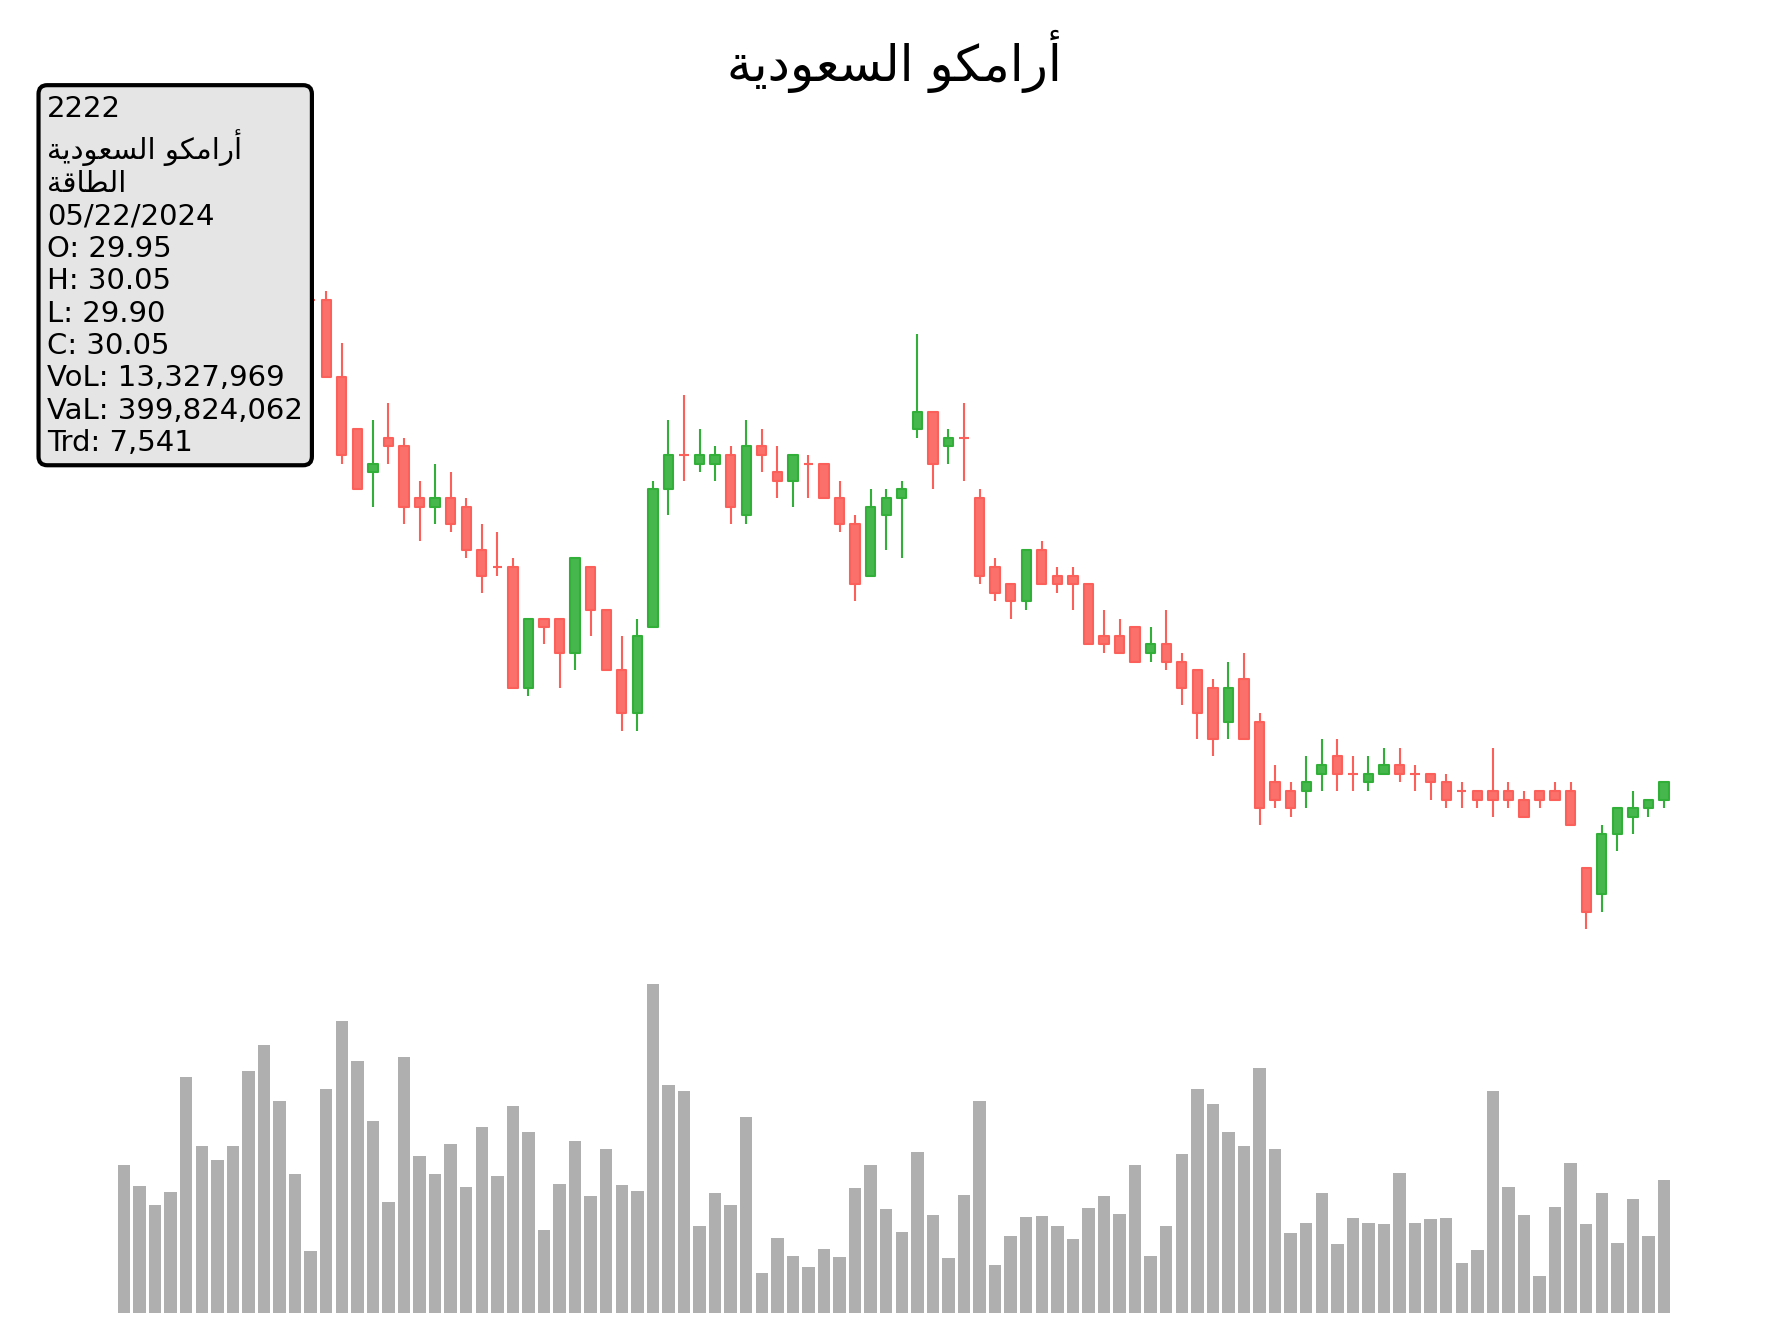 أرامكو السعودية
2222
أرامكو السعودية
الطاقة
05/22/2024
O: 29.95
H: 30.05
L: 29.90
C: 30.05
VoL: 13,327,969
VaL: 399,824,062
Trd: 7,541